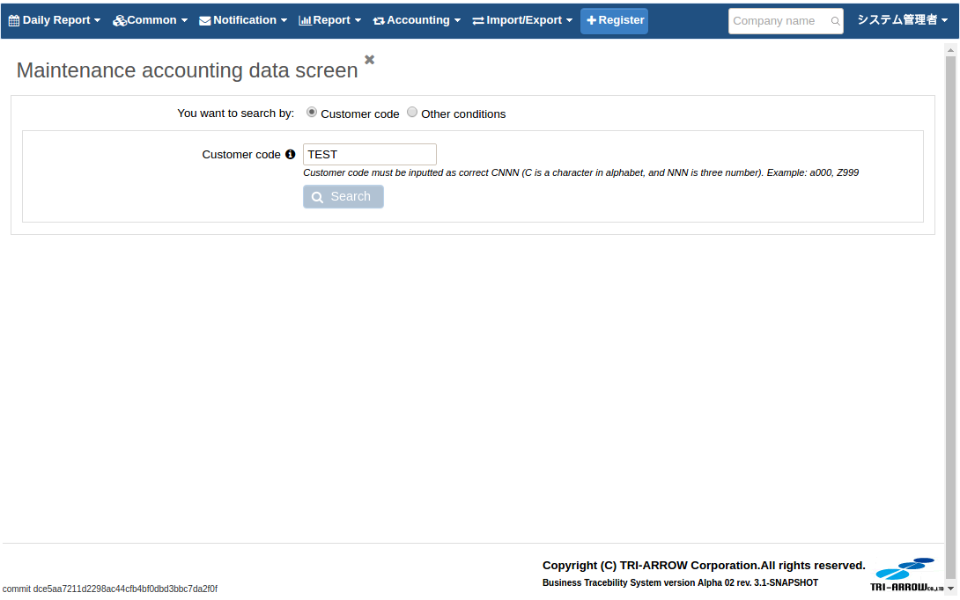 Daily Report Common Notification Report Accounting Import/Export Register Company name システム管理者
Maintenance accounting data screen
You want to search by: Customer code Other conditions
Customer code TEST
Customer code must be inputted as correct CNNN (C is a character in alphabet, and NNN is three number). Example: a000, Z999
Search
Copyright (C) TRI-ARROW Corporation.All rights reserved.
Business Tracebility System version Alpha 02 rev. 3.1-SNAPSHOT
TRI-ARROW CO.,LTD
commit dce5aa7211d2298ac44cfb4bf0dbd3bbc7da2f0f